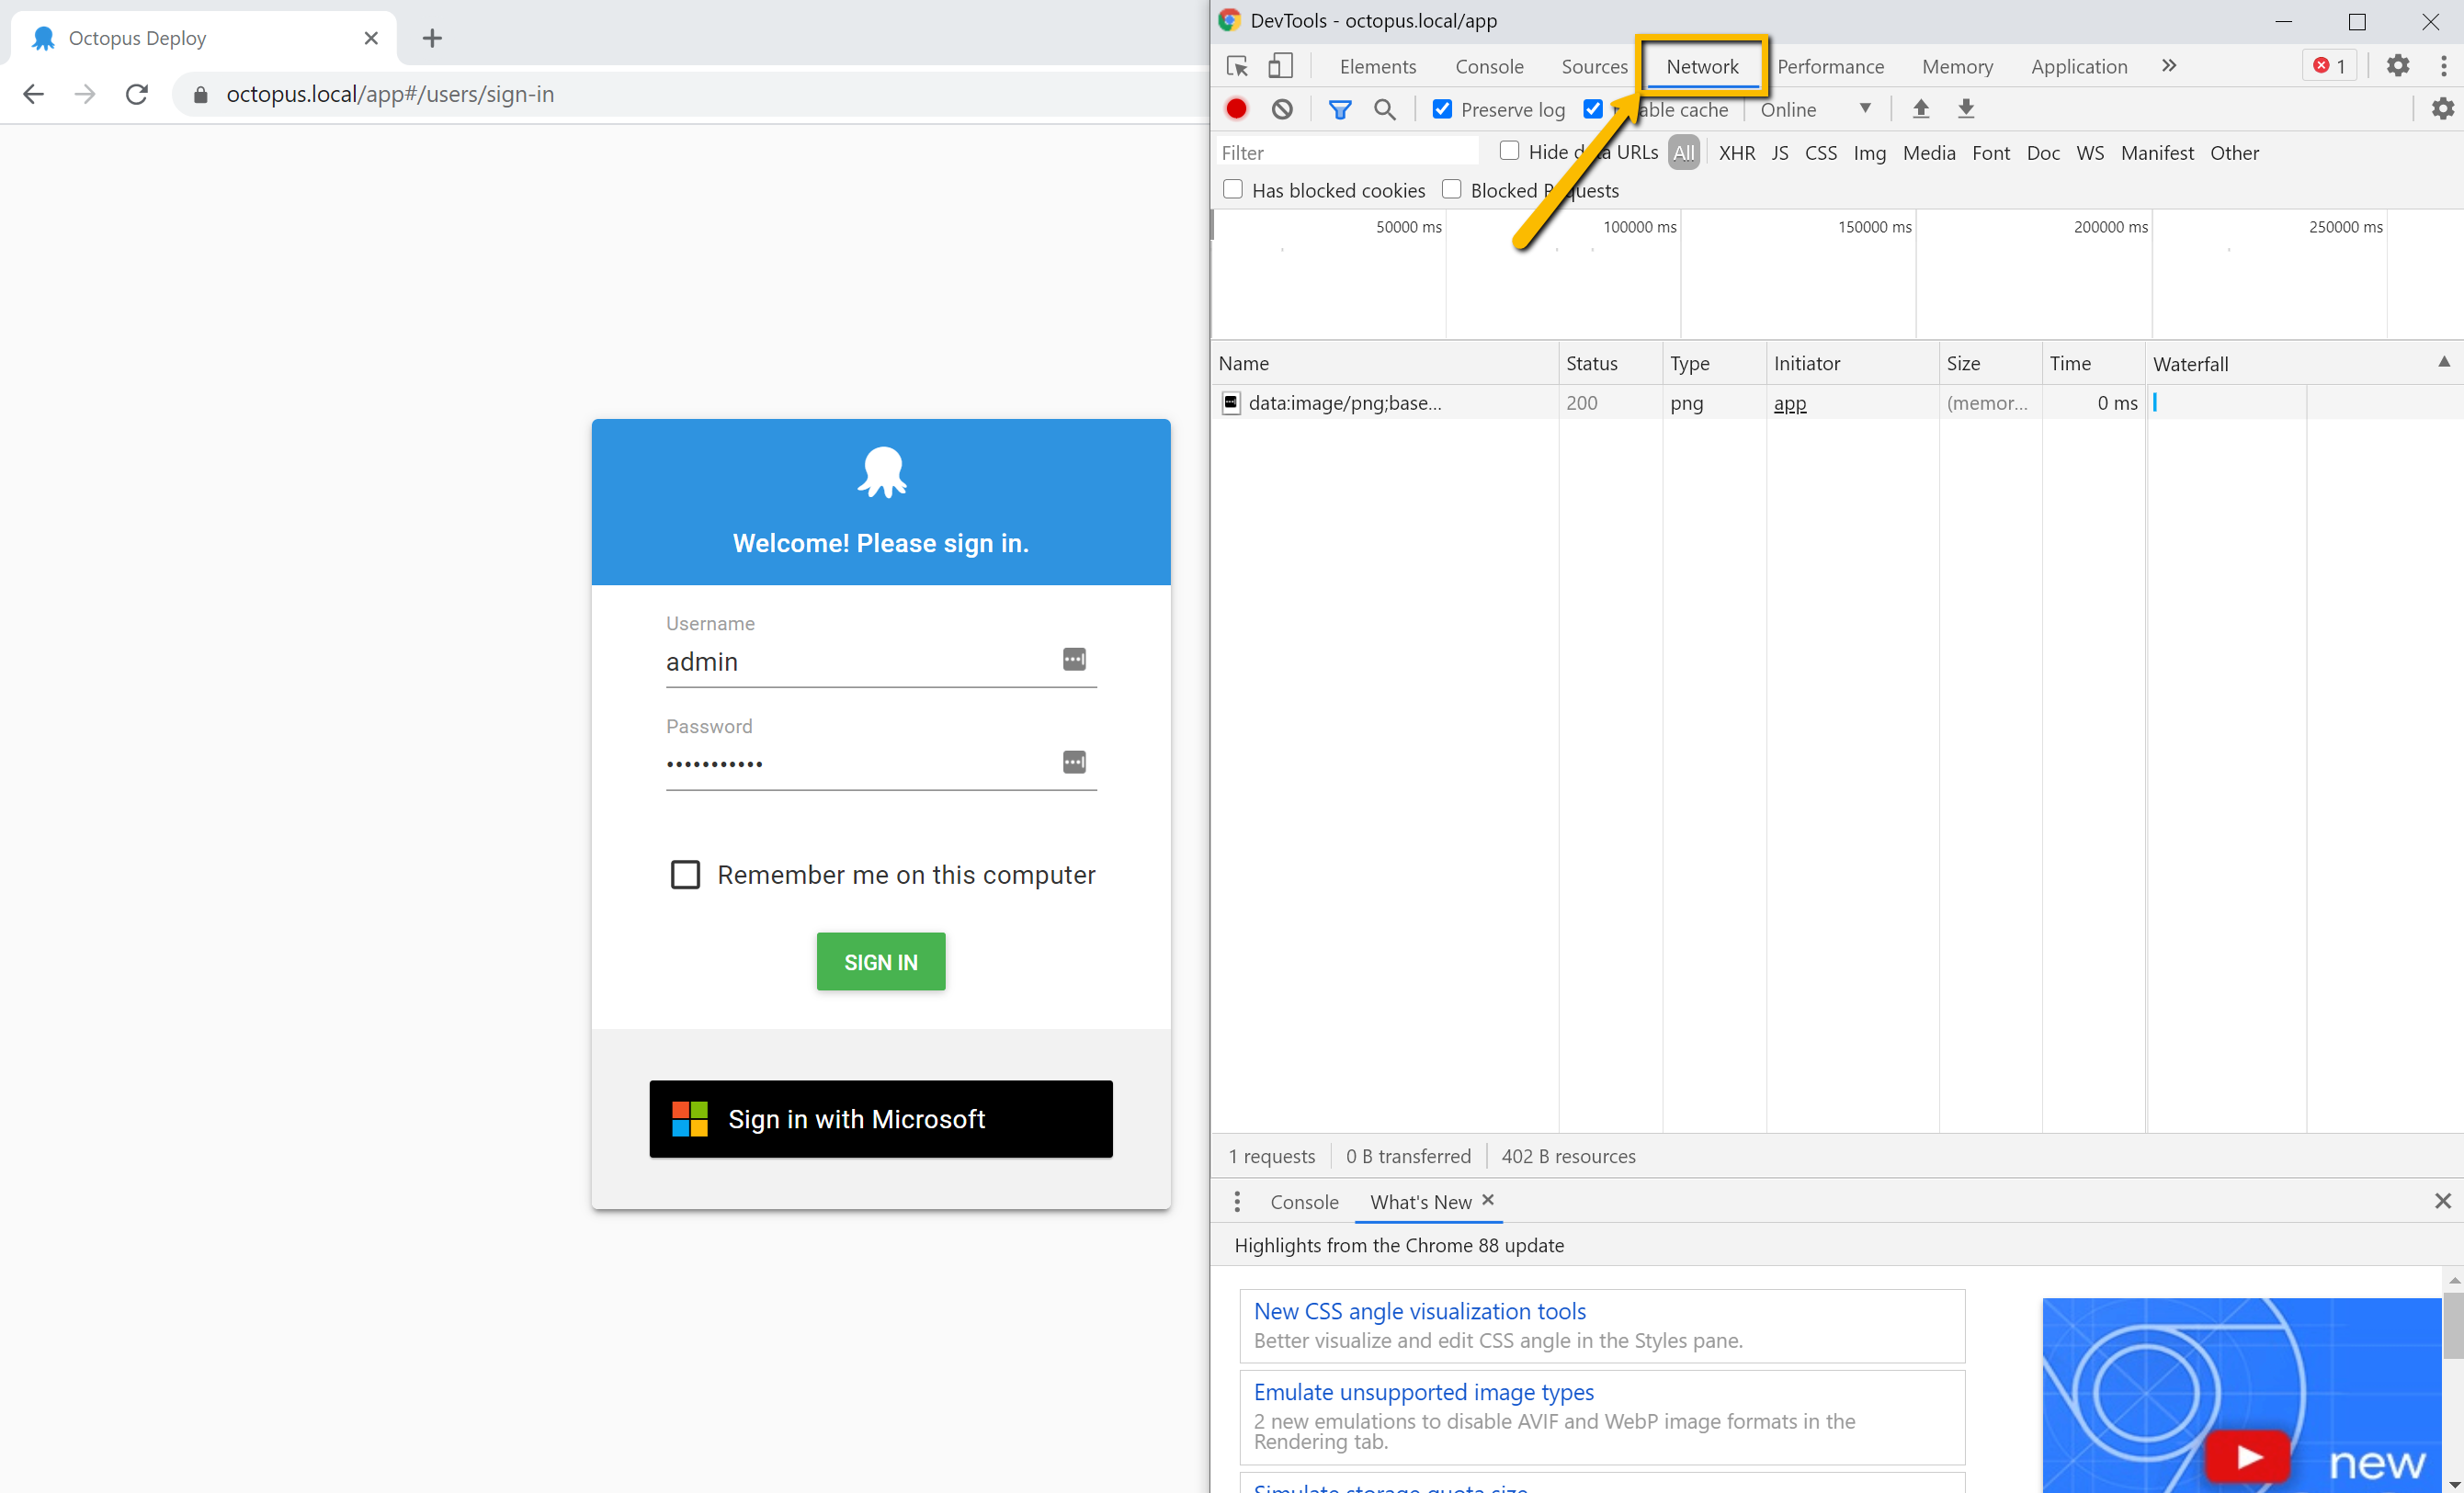 Octopus Deploy
octopus.local/app#/users/sign-in
Welcome! Please sign in.
Username
admin
Password
•••••••••••
Remember me on this computer
SIGN IN
Sign in with Microsoft
DevTools - octopus.local/app
Elements Console Sources Network Performance Memory Application » 1
Preserve log able cache Online
Filter Hide da a URLs All XHR JS CSS Img Media Font Doc WS Manifest Other
Has blocked cookies Blocked Requests
50000 ms 100000 ms 150000 ms 200000 ms 250000 ms
Name Status Type Initiator Size Time Waterfall
data:image/png;base... 200 png app (memor... 0 ms
1 requests 0 B transferred 402 B resources
Console What's New
Highlights from the Chrome 88 update
New CSS angle visualization tools
Better visualize and edit CSS angle in the Styles pane.
Emulate unsupported image types
2 new emulations to disable AVIF and WebP image formats in the
Rendering tab.
Simulate storage quota size
new